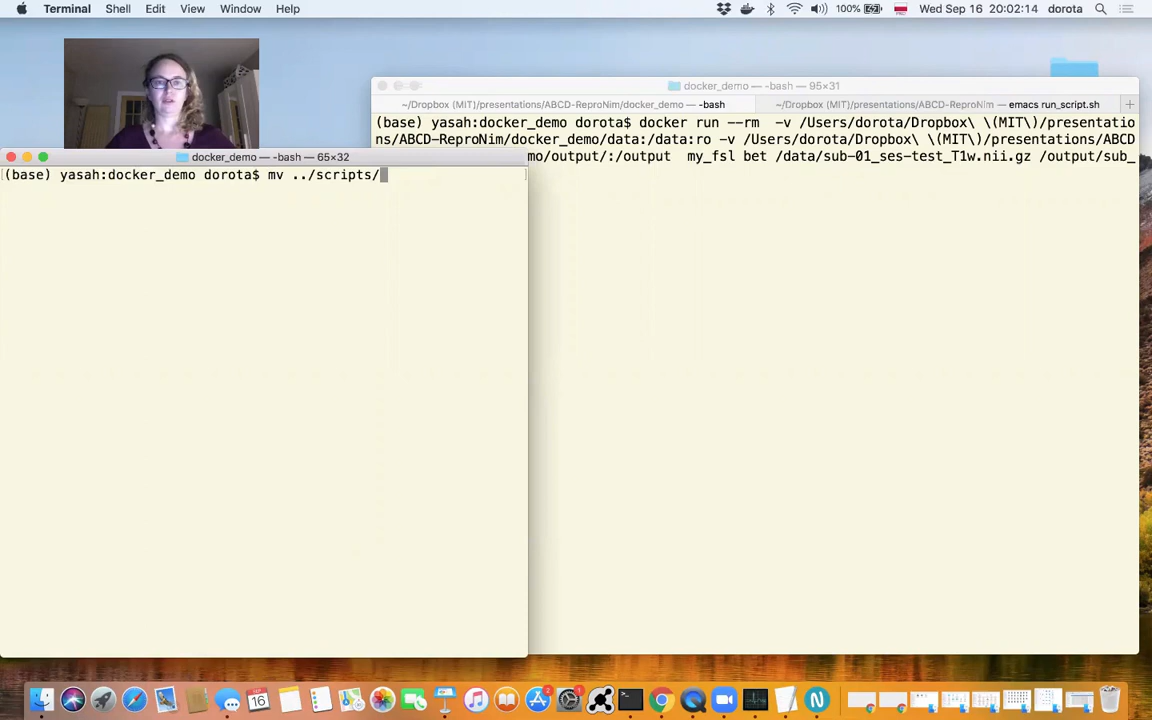 Terminal Shell Edit View Window Help 100% Wed Sep 16 20:02:14 dorota
docker_demo — -bash — 95×31
~/Dropbox (MIT)/presentations/ABCD-ReproNim/docker_demo — -bash ~/Dropbox (MIT)/presentations/ABCD-ReproNim — emacs run_script.sh +
(base) yasah:docker_demo dorota$ docker run --rm -v /Users/dorota/Dropbox\ \(MIT\)/presentatio
ns/ABCD-ReproNim/docker_demo/data:/data:ro -v /Users/dorota/Dropbox\ \(MIT\)/presentations/ABCD
mo/output/:/output my_fsl bet /data/sub-01_ses-test_T1w.nii.gz /output/sub_
docker_demo — -bash — 65×32
(base) yasah:docker_demo dorota$ mv ../scripts/